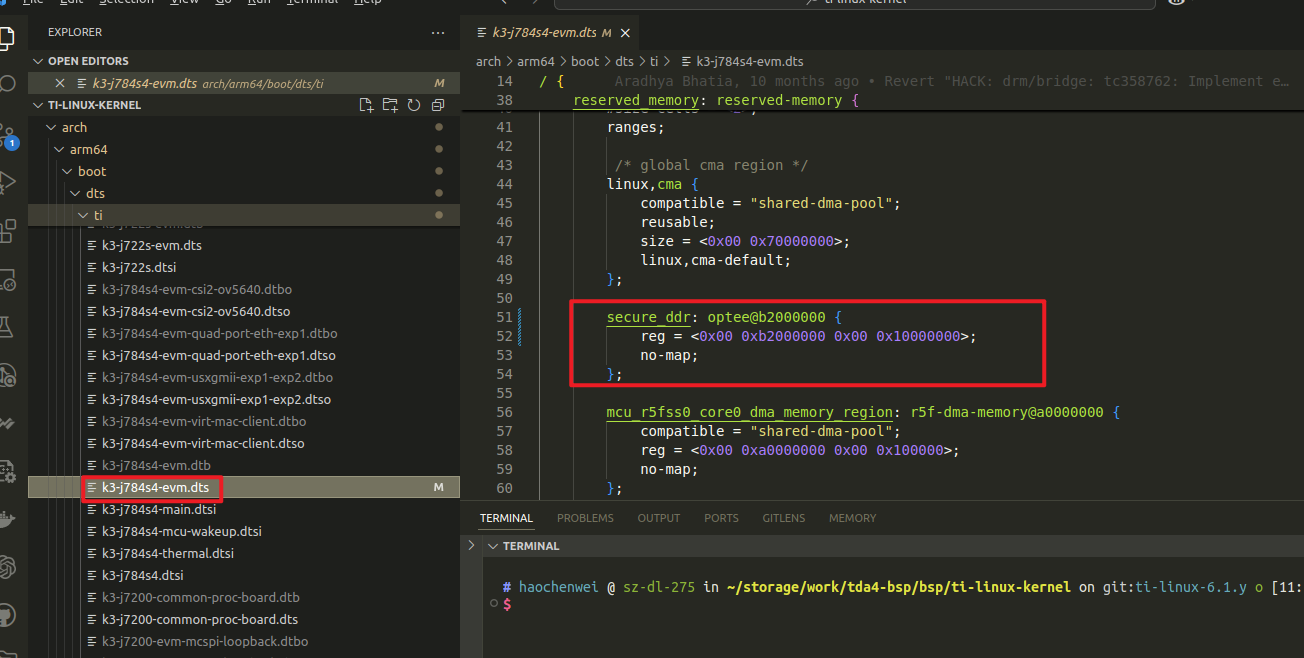 File Edit Selection View Go Run Terminal Help
ti-linux-kernel
EXPLORER
···
OPEN EDITORS
k3-j784s4-evm.dts arch/arm64/boot/dts/ti M
TI-LINUX-KERNEL
arch
arm64
boot
dts
ti
k3-j722s-evm.dtb
k3-j722s-evm.dts
k3-j722s.dtsi
k3-j784s4-evm-csi2-ov5640.dtbo
k3-j784s4-evm-csi2-ov5640.dtso
k3-j784s4-evm-quad-port-eth-exp1.dtbo
k3-j784s4-evm-quad-port-eth-exp1.dtso
k3-j784s4-evm-usxgmii-exp1-exp2.dtbo
k3-j784s4-evm-usxgmii-exp1-exp2.dtso
k3-j784s4-evm-virt-mac-client.dtbo
k3-j784s4-evm-virt-mac-client.dtso
k3-j784s4-evm.dtb
k3-j784s4-evm.dts M
k3-j784s4-main.dtsi
k3-j784s4-mcu-wakeup.dtsi
k3-j784s4-thermal.dtsi
k3-j784s4.dtsi
k3-j7200-common-proc-board.dtb
k3-j7200-common-proc-board.dts
k3-j7200-evm-mcspi-loopback.dtbo
1
k3-j784s4-evm.dts M
arch > arm64 > boot > dts > ti > k3-j784s4-evm.dts
14 / { Aradhya Bhatia, 10 months ago • Revert "HACK: drm/bridge: tc358762: Implement e…
38 reserved_memory: reserved-memory {
41 ranges;
42
43 /* global cma region */
44 linux,cma {
45 compatible = "shared-dma-pool";
46 reusable;
47 size = <0x00 0x70000000>;
48 linux,cma-default;
49 };
50
51 secure_ddr: optee@b2000000 {
52 reg = <0x00 0xb2000000 0x00 0x10000000>;
53 no-map;
54 };
55
56 mcu_r5fss0_core0_dma_memory_region: r5f-dma-memory@a0000000 {
57 compatible = "shared-dma-pool";
58 reg = <0x00 0xa0000000 0x00 0x100000>;
59 no-map;
60 };
TERMINAL PROBLEMS OUTPUT PORTS GITLENS MEMORY
TERMINAL
# haochenwei @ sz-dl-275 in ~/storage/work/tda4-bsp/bsp/ti-linux-kernel on git:ti-linux-6.1.y o [11:
$